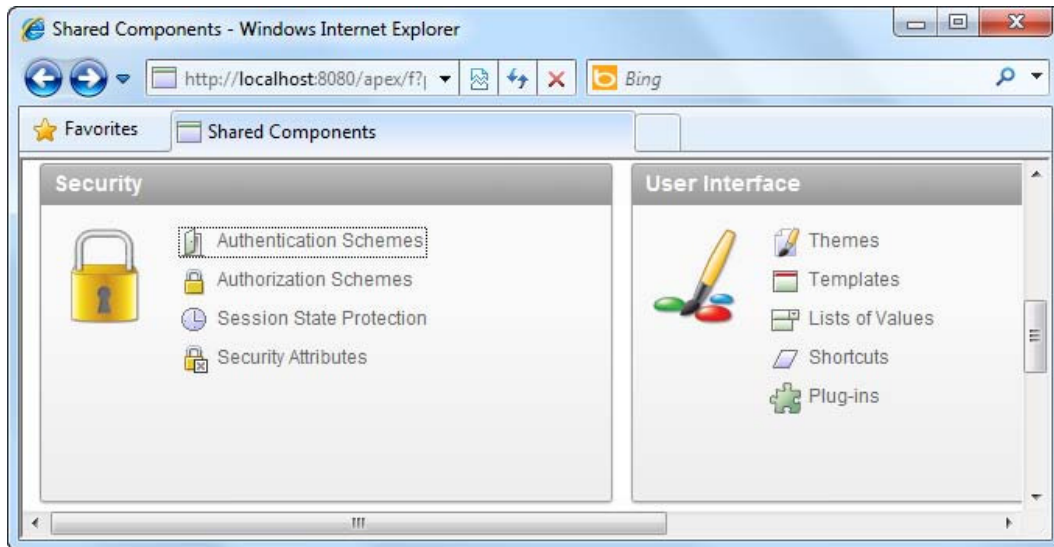 Shared Components - Windows Internet Explorer
http://localhost:8080/apex/f?
Bing
Favorites
Shared Components
Security
Authentication Schemes
Authorization Schemes
Session State Protection
Security Attributes
User Interface
Themes
Templates
Lists of Values
Shortcuts
Plug-ins